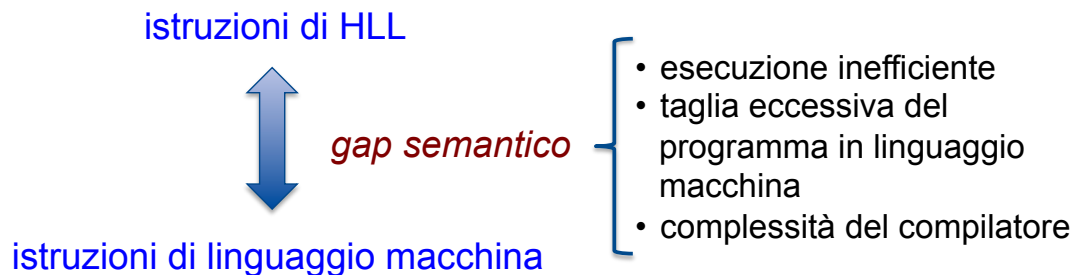 istruzioni di HLL
gap semantico
• esecuzione inefficiente
• taglia eccessiva del
programma in linguaggio
macchina
• complessità del compilatore
istruzioni di linguaggio macchina